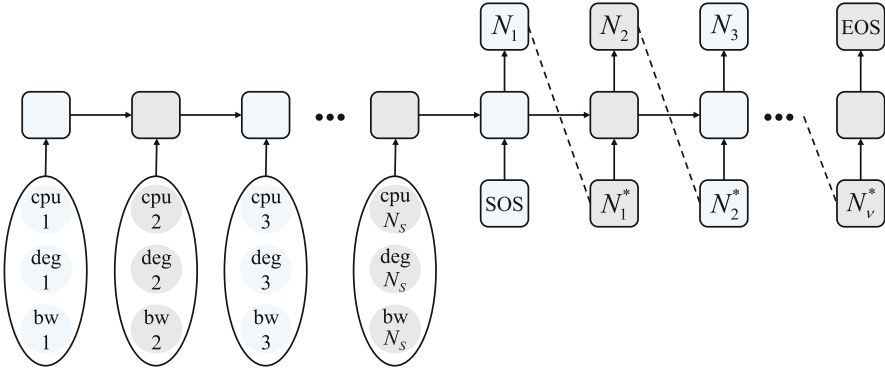 N₁ N₂ N₃ EOS
•••
•••
SOS N₁* N₂* Nᵥ*
cpu 1
cpu 2
cpu 3
cpu Nₛ
deg 1
deg 2
deg 3
deg Nₛ
bw 1
bw 2
bw 3
bw Nₛ